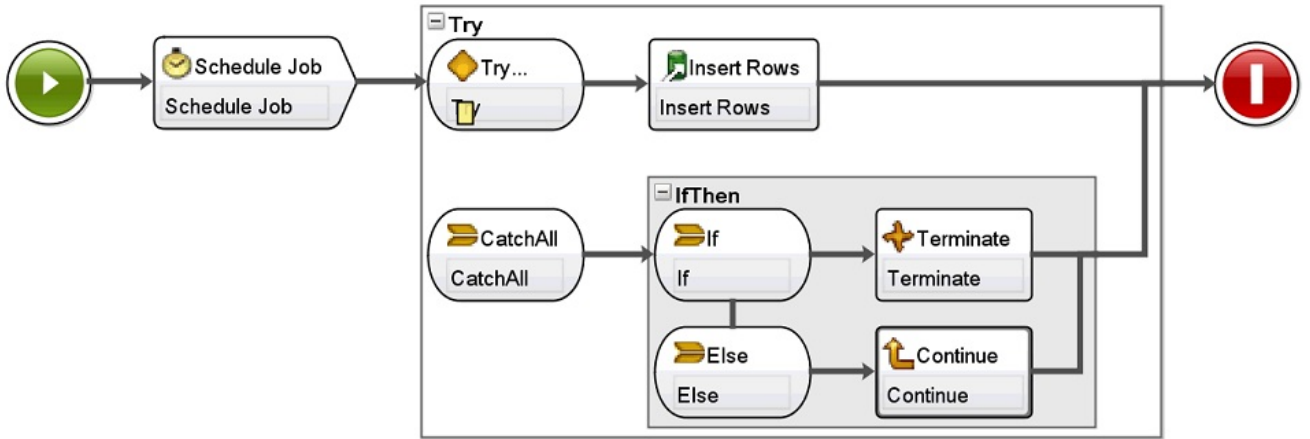 Try
Schedule Job
Schedule Job
Try...
Try
Insert Rows
Insert Rows
IfThen
CatchAll
CatchAll
If
If
Terminate
Terminate
Else
Else
Continue
Continue